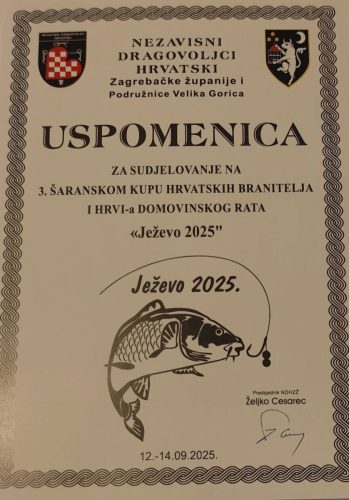 NEZAVISNI
DRAGOVOLJCI
HRVATSKI
Zagrebačke županije i
Podružnice Velika Gorica
USPOMENICA
ZA SUDJELOVANJE NA
3. ŠARANSKOM KUPU HRVATSKIH BRANITELJA
I HRVI-a DOMOVINSKOG RATA
«Ježevo 2025"
Ježevo 2025.
Predsjednik NDHZŽ
Željko Cesarec
12.-14.09.2025.